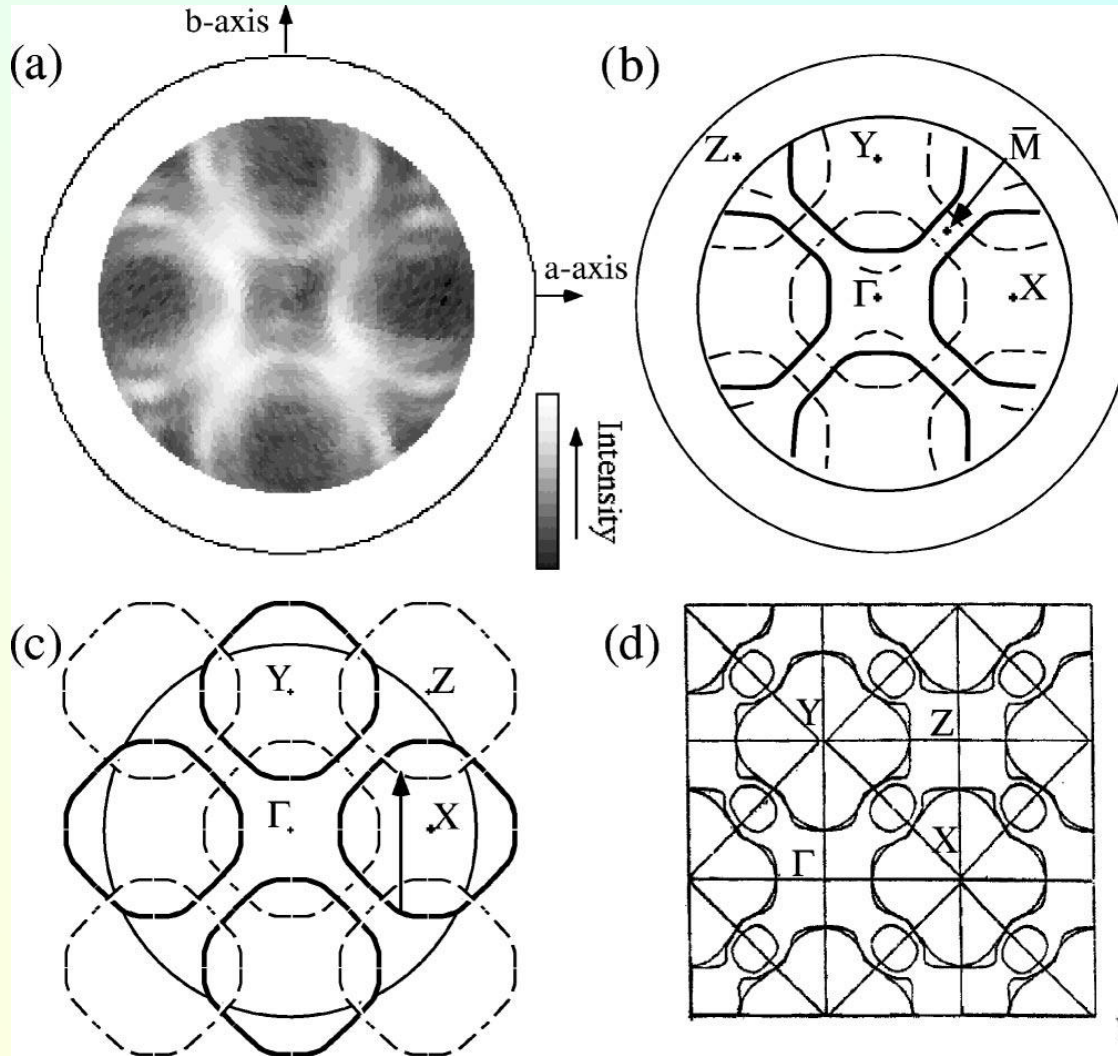 b-axis
(a)
a-axis
Intensity
(b)
Z
Y
M̅
Γ
X
(c)
Y
Z
Γ
X
(d)
Y
Z
Γ
X